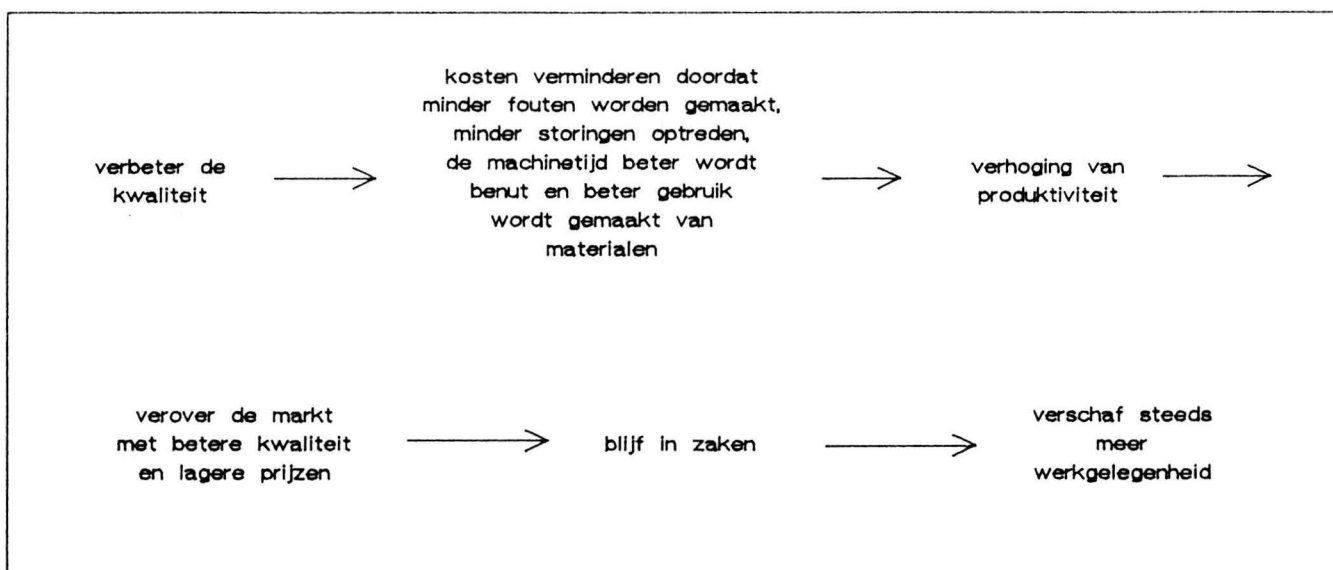 verbeter de
kwaliteit
kosten verminderen doordat
minder fouten worden gemaakt,
minder storingen optreden,
de machinetijd beter wordt
benut en beter gebruik
wordt gemaakt van
materialen
verhoging van
produktiviteit
verover de markt
met betere kwaliteit
en lagere prijzen
blijf in zaken
verschaf steeds
meer
werkgelegenheid